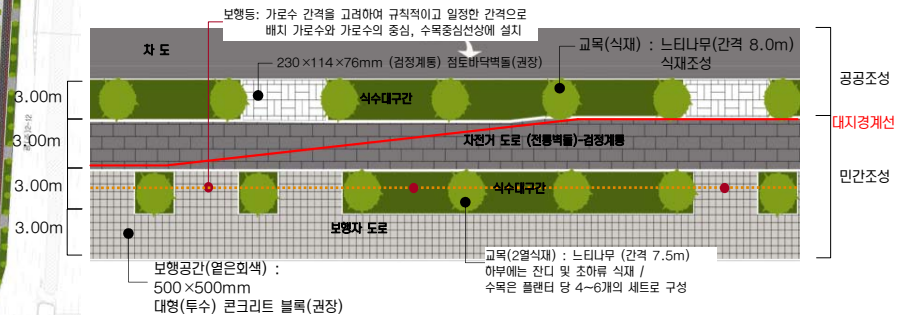 보행등: 가로수 간격을 고려하여 규칙적이고 일정한 간격으로
배치 가로수와 가로수의 중심, 수목중심선상에 설치
차 도
교목(식재) : 느티나무(간격 8.0m)
식재조성
230×114×76mm (검정계통) 점토바닥벽돌(권장)
공공조성
3.00m
식수대구간
대지경계선
3.00m
자전거 도로 (전통벽돌)-검정계통
3.00m
식수대구간
민간조성
3.00m
보행자 도로
교목(2열식재) : 느티나무 (간격 7.5m)
하부에는 잔디 및 초화류 식재 /
수목은 플랜터 당 4~6개의 세트로 구성
보행공간(옅은회색) :
500×500mm
대형(투수) 콘크리트 블록(권장)